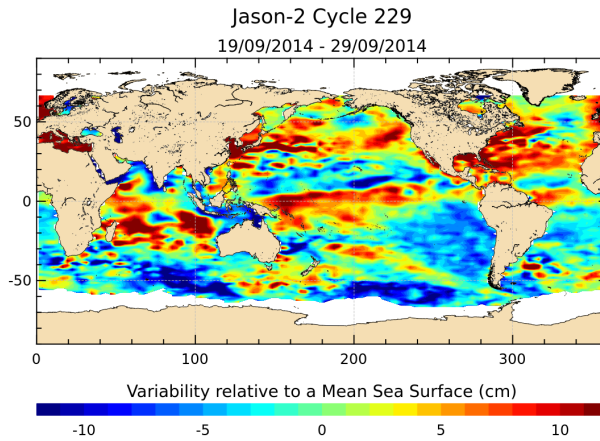 Jason-2 Cycle 229
19/09/2014 - 29/09/2014
50
0
-50
0 100 200 300
Variability relative to a Mean Sea Surface (cm)
-10 -5 0 5 10